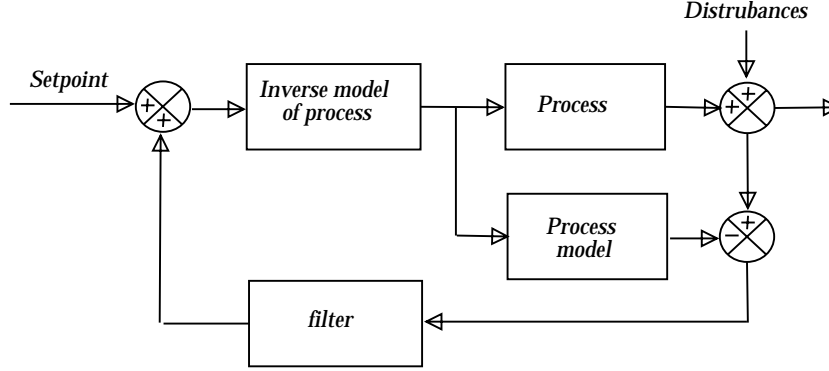 Distrubances
Setpoint
Inverse model
of process
Process
+
+
+
+
Process
model
+
−
filter